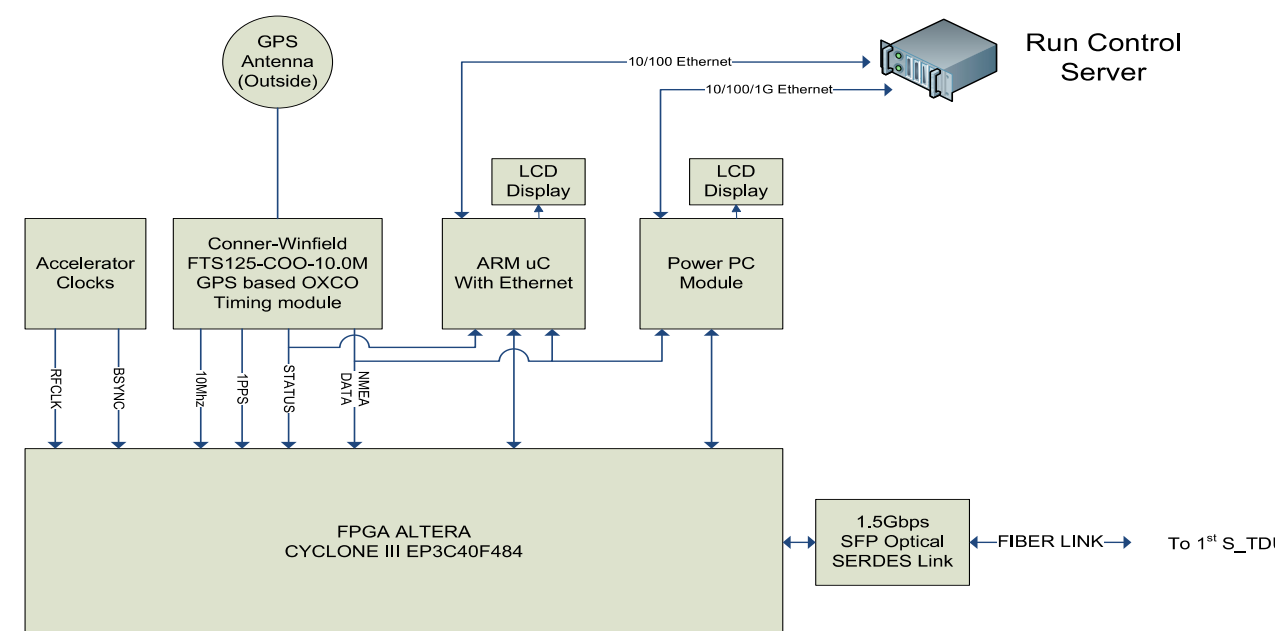 GPS
Antenna
(Outside)
Run Control
Server
10/100 Ethernet
10/100/1G Ethernet
LCD
Display
LCD
Display
Accelerator
Clocks
Conner-Winfield
FTS125-COO-10.0M
GPS based OXCO
Timing module
ARM uC
With Ethernet
Power PC
Module
RFCLK
BSYNC
10Mhz
1PPS
STATUS
NMEA
DATA
FPGA ALTERA
CYCLONE III EP3C40F484
1.5Gbps
SFP Optical
SERDES Link
FIBER LINK
To 1st S_TDU